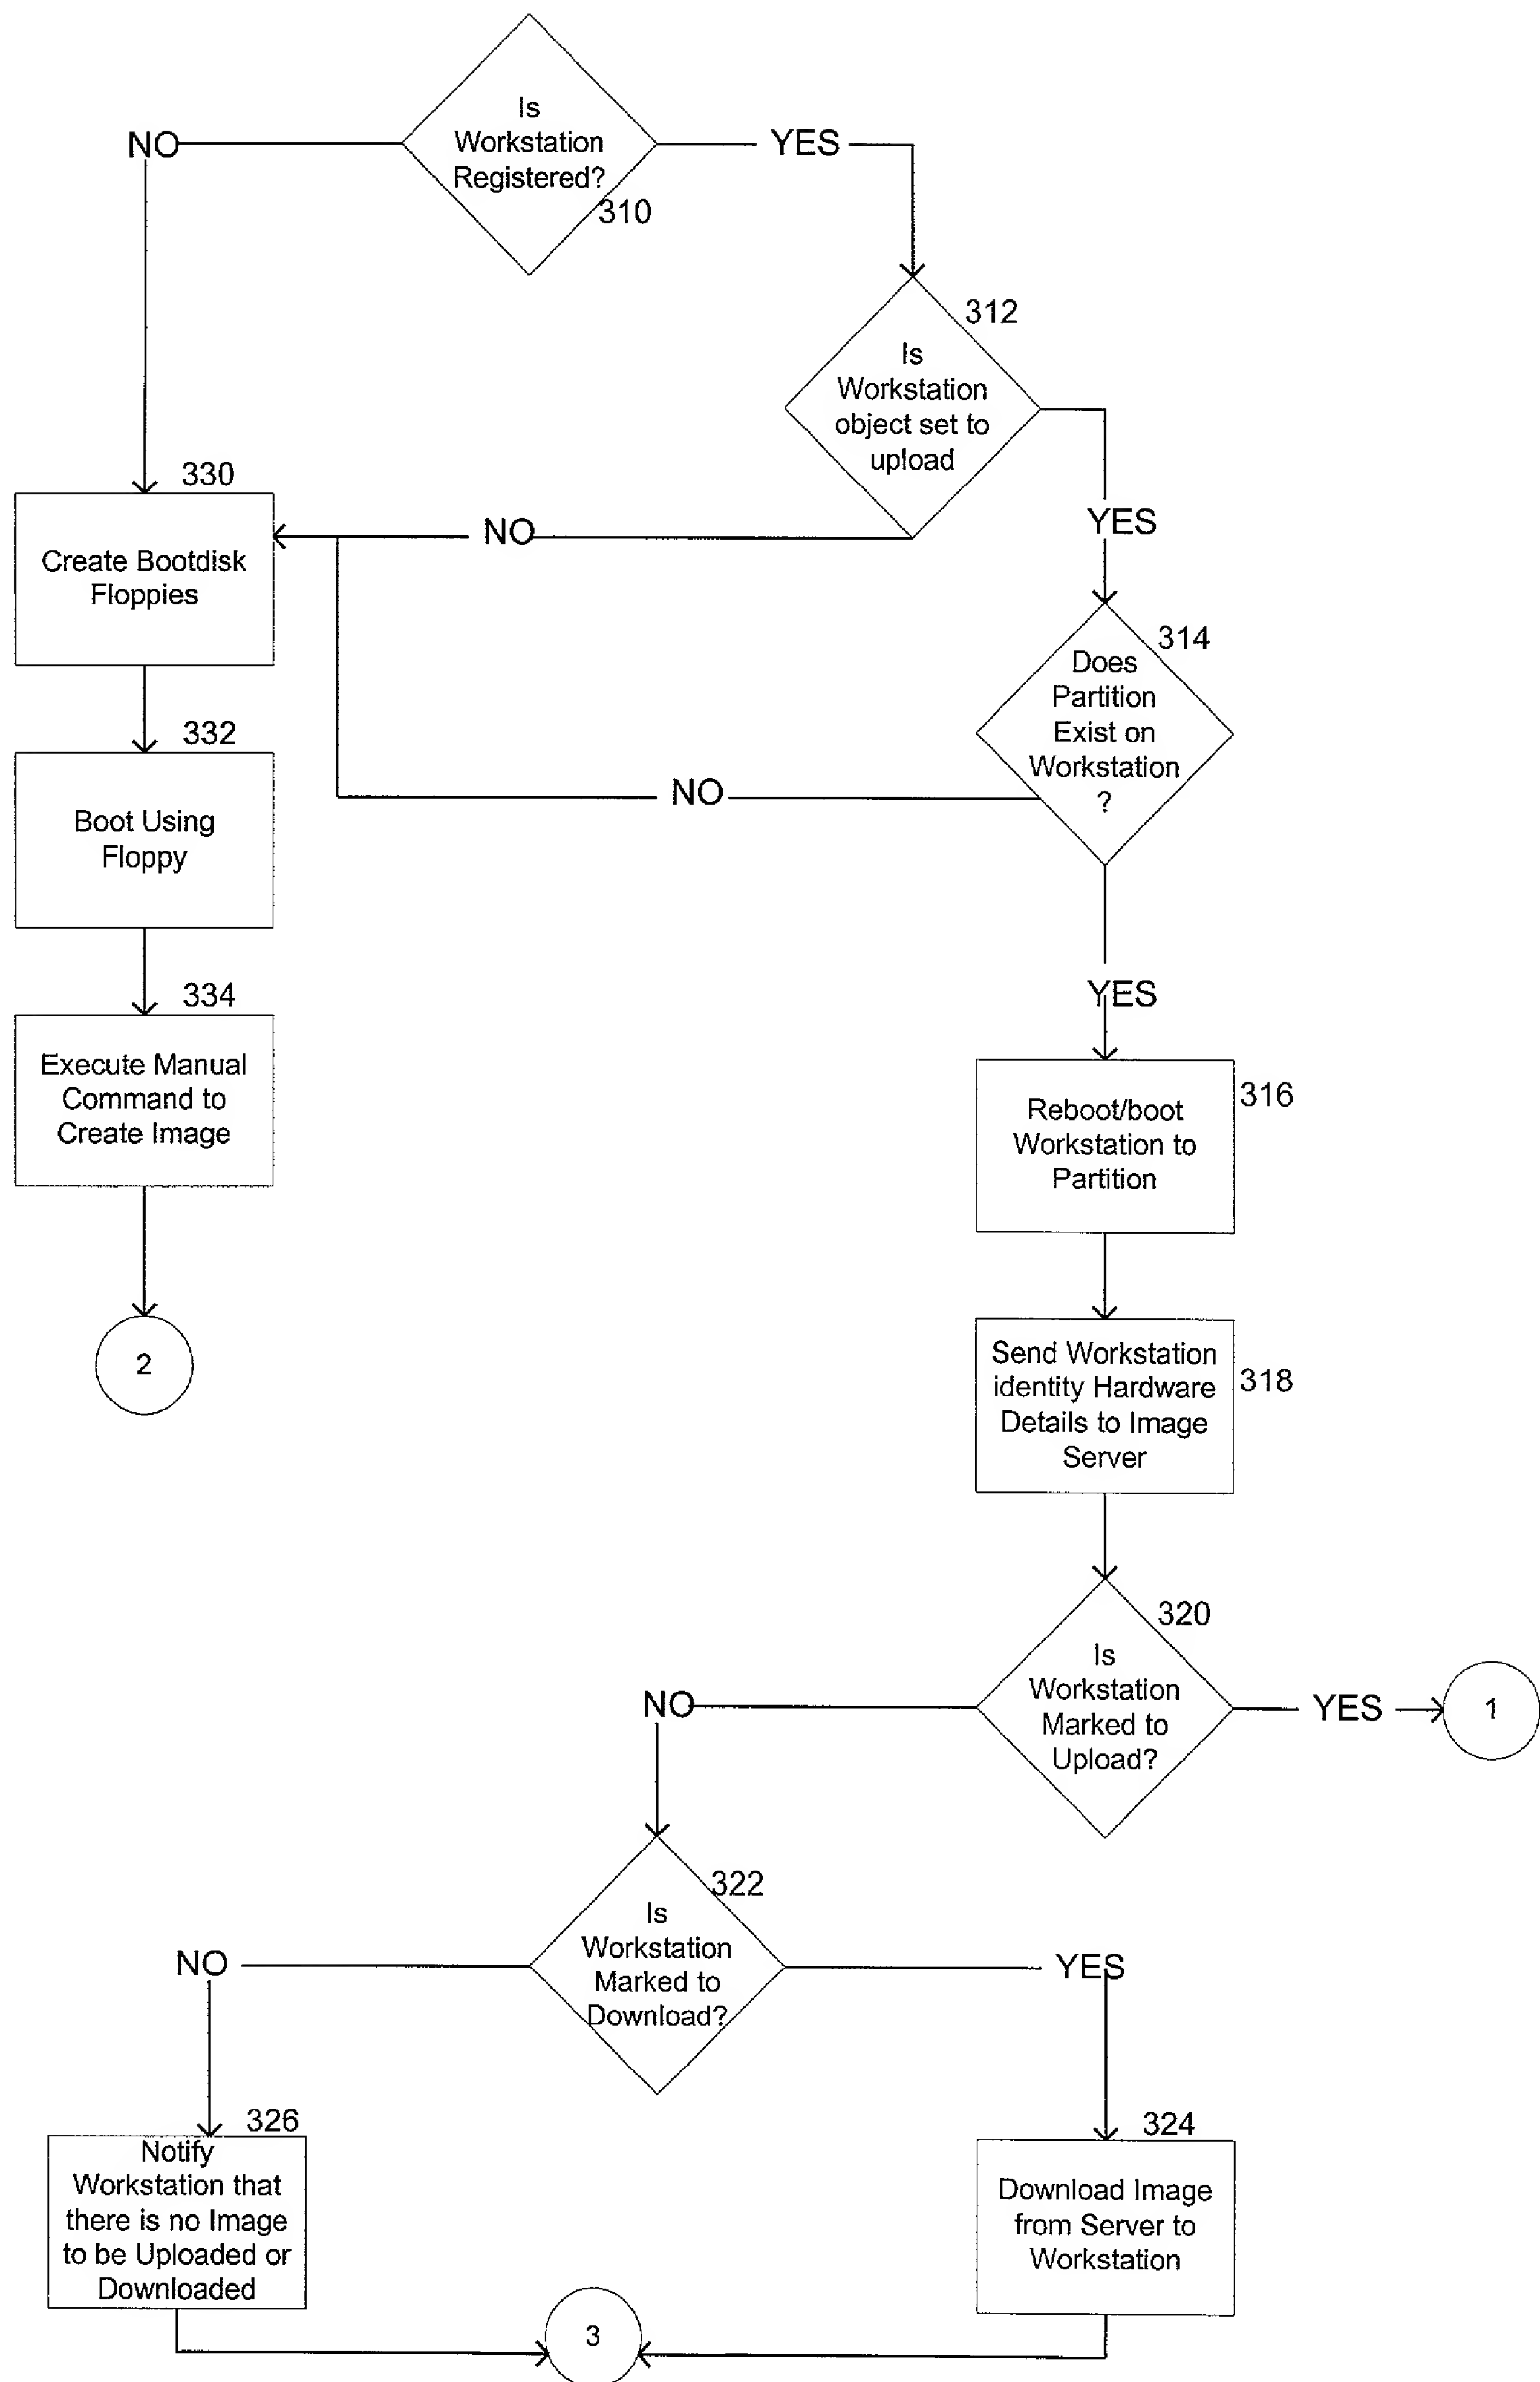 Is
Workstation
Registered?
310
NO
YES
312
Is
Workstation
object set to
upload
330
Create Bootdisk
Floppies
NO
YES
314
Does
Partition
Exist on
Workstation
?
332
Boot Using
Floppy
NO
334
Execute Manual
Command to
Create Image
YES
316
Reboot/boot
Workstation to
Partition
2
318
Send Workstation
identity Hardware
Details to Image
Server
320
Is
Workstation
Marked to
Upload?
NO
YES
1
322
Is
Workstation
Marked to
Download?
NO
YES
326
Notify
Workstation that
there is no Image
to be Uploaded or
Downloaded
324
Download Image
from Server to
Workstation
3